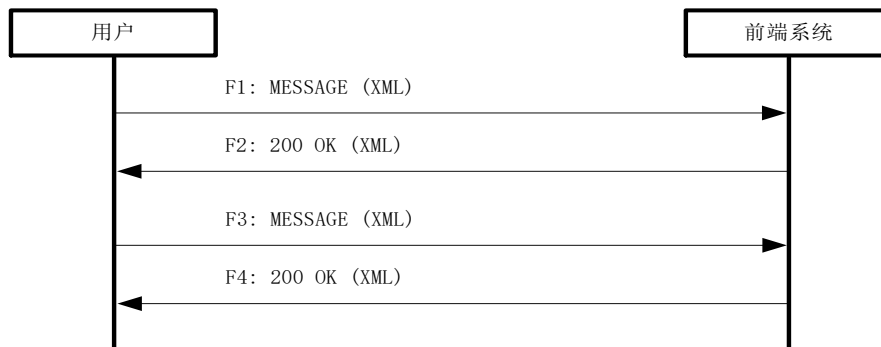 用户
前端系统
F1: MESSAGE (XML)
F2: 200 OK (XML)
F3: MESSAGE (XML)
F4: 200 OK (XML)